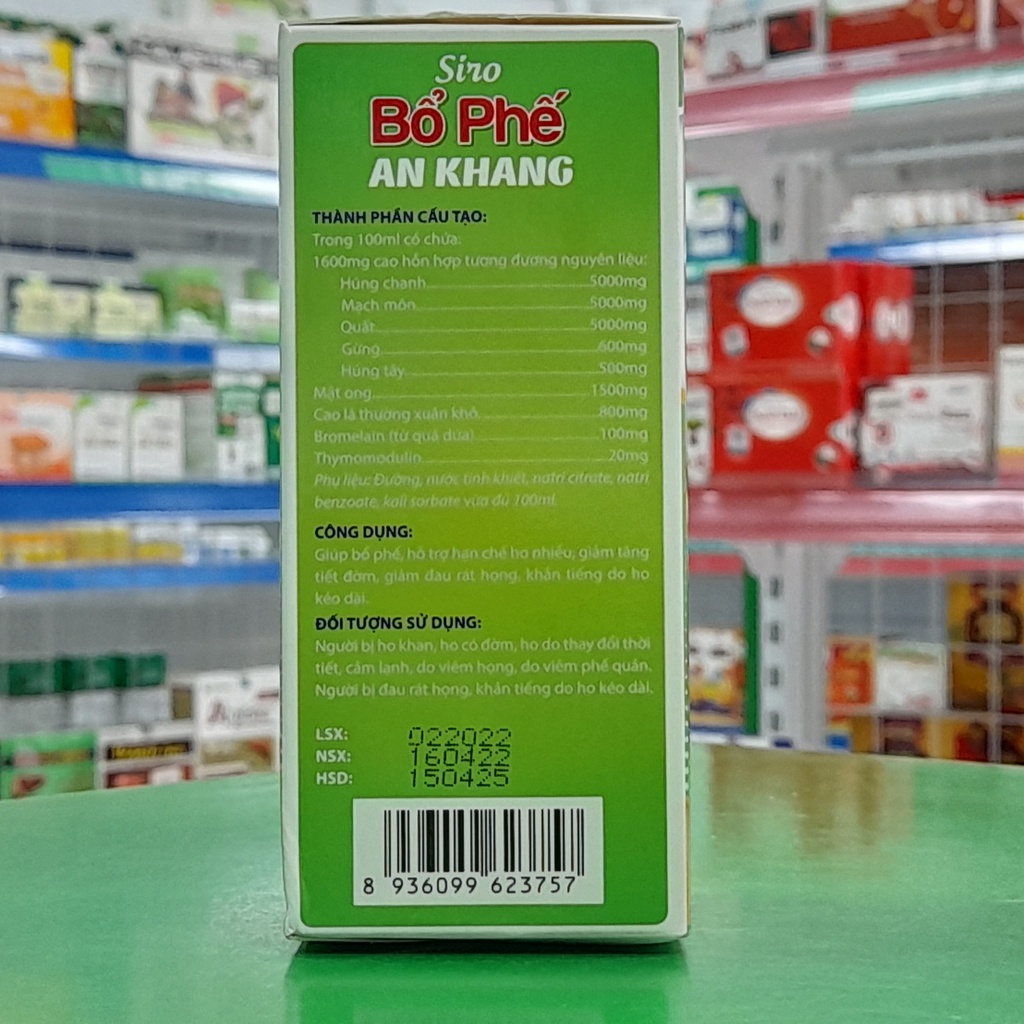 Siro
Bổ Phế
AN KHANG
THÀNH PHẦN CẤU TẠO:
Trong 100ml có chứa:
1600mg cao hỗn hợp tương đương nguyên liệu:
Húng chanh 5000mg
Mạch môn 5000mg
Quất 5000mg
Gừng 600mg
Húng tây 500mg
Mật ong 1500mg
Cao lá thường xuân khô 800mg
Bromelain (từ quả dứa) 100mg
Thymomodulin 20mg
Phụ liệu: Đường, nước tinh khiết, natri citrate, natri
benzoate, kali sorbate vừa đủ 100ml.
CÔNG DỤNG:
Giúp bổ phế, hỗ trợ hạn chế ho nhiều, giảm tăng
tiết đờm, giảm đau rát họng, khản tiếng do ho
kéo dài.
ĐỐI TƯỢNG SỬ DỤNG:
Người bị ho khan, ho có đờm, ho do thay đổi thời
tiết, cảm lạnh, do viêm họng, do viêm phế quản.
Người bị đau rát họng, khản tiếng do ho kéo dài.
LSX: 022022
NSX: 160422
HSD: 150425
8 936099 623757